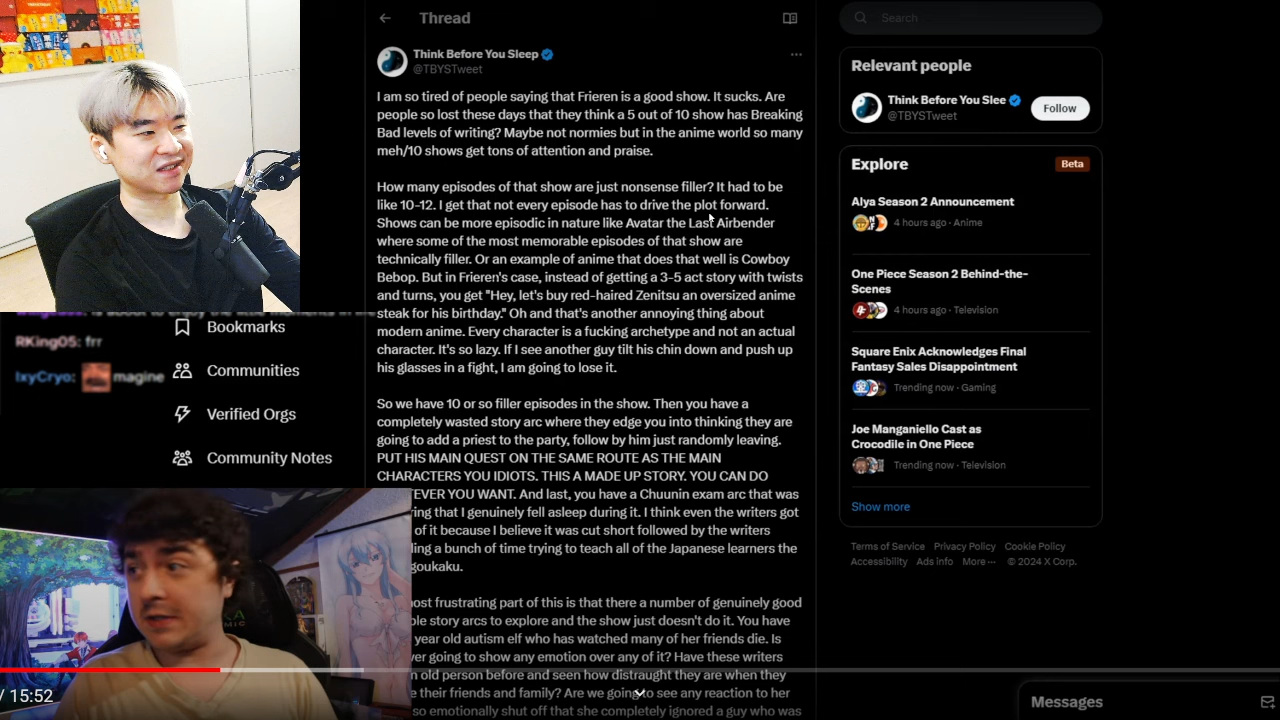 Thread
Think Before You Sleep
@TBYSTweet
I am so tired of people saying that Frieren is a good show. It sucks. Are
people so lost these days that they think a 5 out of 10 show has Breaking
Bad levels of writing? Maybe not normies but in the anime world so many
meh/10 shows get tons of attention and praise.
How many episodes of that show are just nonsense filler? It had to be
like 10-12. I get that not every episode has to drive the plot forward.
Shows can be more episodic in nature like Avatar the Last Airbender
where some of the most memorable episodes of that show are
technically filler. Or an example of anime that does that well is Cowboy
Bebop. But in Frieren's case, instead of getting a 3-5 act story with twists
and turns, you get "Hey, let's buy red-haired Zenitsu an oversized anime
steak for his birthday." Oh and that's another annoying thing about
modern anime. Every character is a fucking archetype and not an actual
character. It's so lazy. If I see another guy tilt his chin down and push up
his glasses in a fight, I am going to lose it.
So we have 10 or so filler episodes in the show. Then you have a
completely wasted story arc where they edge you into thinking they are
going to add a priest to the party, follow by him just randomly leaving.
PUT HIS MAIN QUEST ON THE SAME ROUTE AS THE MAIN
CHARACTERS YOU IDIOTS. THIS A MADE UP STORY. YOU CAN DO
EVER YOU WANT. And last, you have a Chuunin exam arc that was
ring that I genuinely fell asleep during it. I think even the writers got
of it because I believe it was cut short followed by the writers
ling a bunch of time trying to teach all of the Japanese learners the
goukaku.
ost frustrating part of this is that there a number of genuinely good
le story arcs to explore and the show just doesn't do it. You have
year old autism elf who has watched many of her friends die. Is
er going to show any emotion over any of it? Have these writers
n old person before and seen how distraught they are when they
e their friends and family? Are we going to see any reaction to her
so emotionally shut off that she completely ignored a guy who was
Search
Relevant people
Think Before You Slee
@TBYSTweet
Follow
Explore
Beta
Alya Season 2 Announcement
4 hours ago · Anime
One Piece Season 2 Behind-the-
Scenes
4 hours ago · Television
Square Enix Acknowledges Final
Fantasy Sales Disappointment
Trending now · Gaming
Joe Manganiello Cast as
Crocodile in One Piece
Trending now · Television
Show more
Terms of Service Privacy Policy Cookie Policy
Accessibility Ads info More ··· © 2024 X Corp.
Messages
RKing05: frr
IxyCryo: magine
Bookmarks
Communities
Verified Orgs
Community Notes
/ 15:52